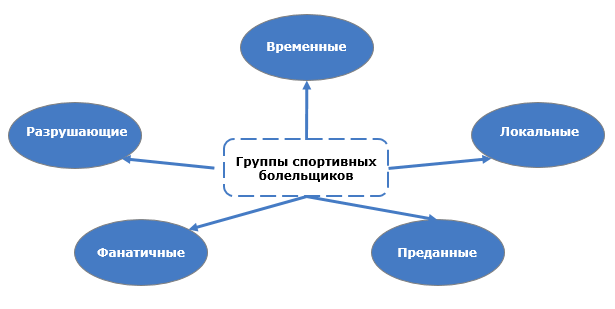 Временные
Разрушающие
Локальные
Группы спортивных
болельщиков
Фанатичные
Преданные